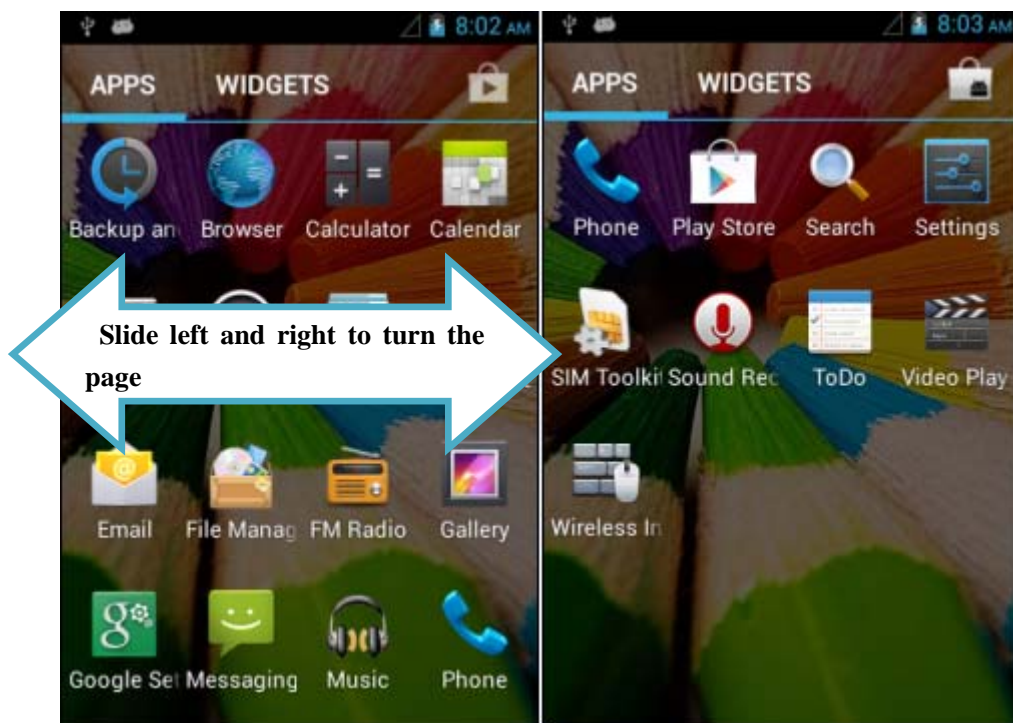 8:02 AM
APPS WIDGETS
Backup an Browser Calculator Calendar
Slide left and right to turn the
page
Email File Manag FM Radio Gallery
Google Set Messaging Music Phone
8:03 AM
APPS WIDGETS
Phone Play Store Search Settings
SIM Toolkit Sound Rec ToDo Video Play
Wireless In